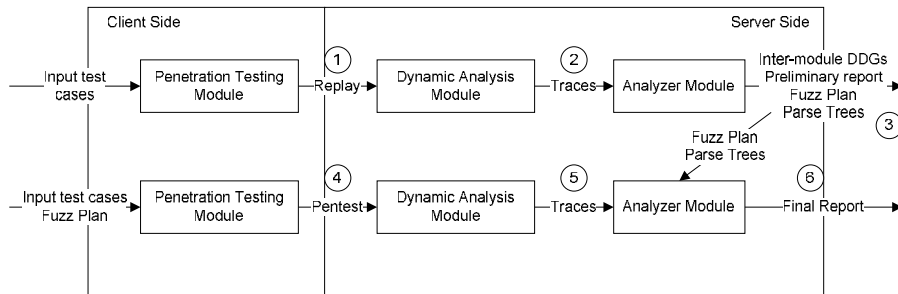 Client Side
Server Side
1
2
Input test
cases
Penetration Testing
Module
Replay
Dynamic Analysis
Module
Traces
Analyzer Module
Inter-module DDGs
Preliminary report
Fuzz Plan
Parse Trees
3
Fuzz Plan
Parse Trees
4
5
6
Input test cases
Fuzz Plan
Penetration Testing
Module
Pentest
Dynamic Analysis
Module
Traces
Analyzer Module
Final Report